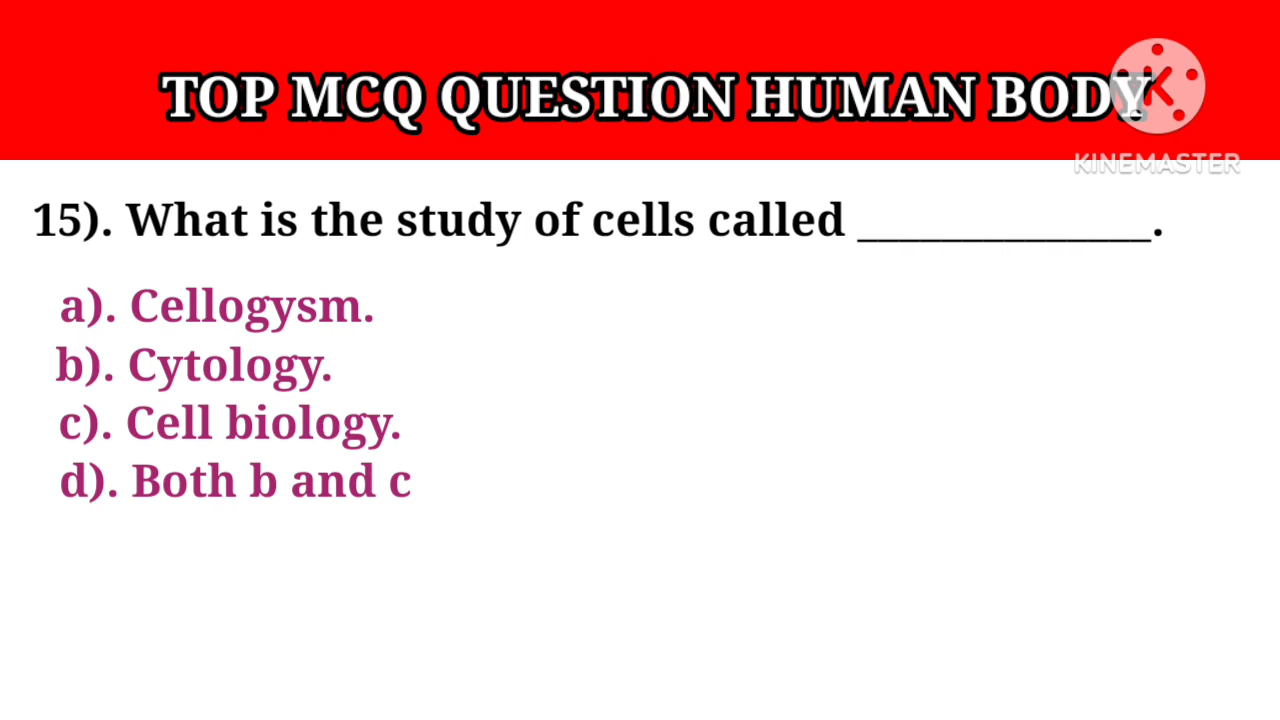 TOP MCQ QUESTION HUMAN BODY
KINEMASTER
15). What is the study of cells called ______________.
a). Cellogysm.
b). Cytology.
c). Cell biology.
d). Both b and c